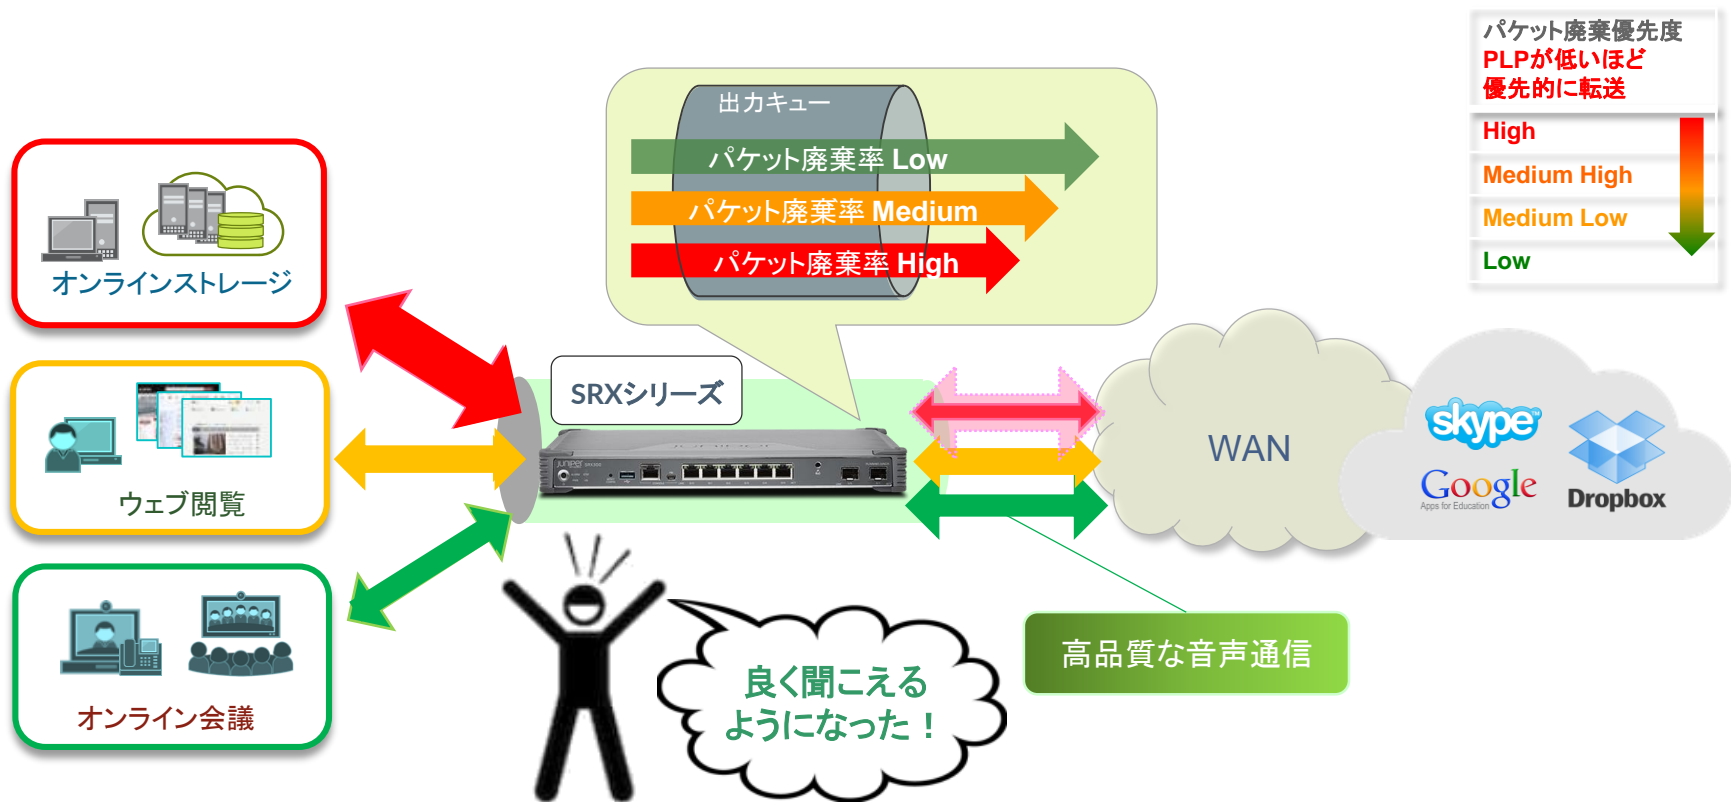 パケット廃棄優先度
PLPが低いほど
優先的に転送
High
Medium High
Medium Low
Low
出力キュー
パケット廃棄率 Low
パケット廃棄率 Medium
パケット廃棄率 High
オンラインストレージ
ウェブ閲覧
オンライン会議
SRXシリーズ
WAN
skype
Google
Apps for Education
Dropbox
高品質な音声通信
良く聞こえる
ようになった！